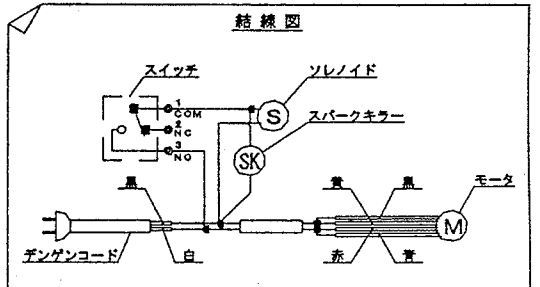 結線図
スイッチ
ソレノイド
1
COM
2
NC
3
NO
S
スパークキラー
SK
黒
黄
黒
モータ
M
デンゲンコード
白
赤
青